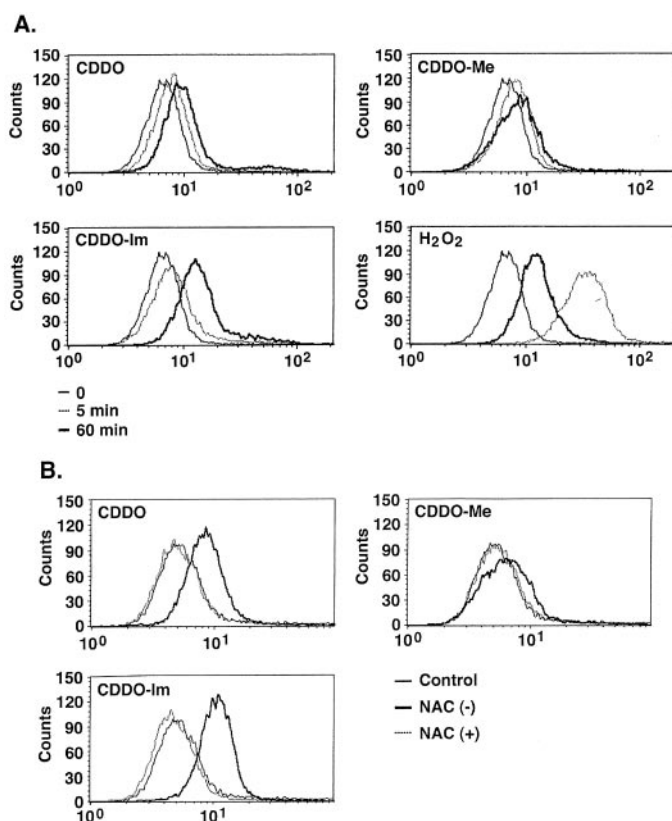 A.
CDDO
CDDO-Me
Counts
150
120
90
60
30
0
10⁰ 10¹ 10²
Counts
150
120
90
60
30
0
10⁰ 10¹ 10²
CDDO-Im
H₂O₂
Counts
150
120
90
60
30
0
10⁰ 10¹ 10²
Counts
150
120
90
60
30
0
10⁰ 10¹ 10²
0
5 min
60 min
B.
CDDO
CDDO-Me
Counts
150
120
90
60
30
0
10⁰ 10¹
Counts
150
120
90
60
30
0
10⁰ 10¹
CDDO-Im
Counts
150
120
90
60
30
0
10⁰ 10¹
Control
NAC (-)
NAC (+)